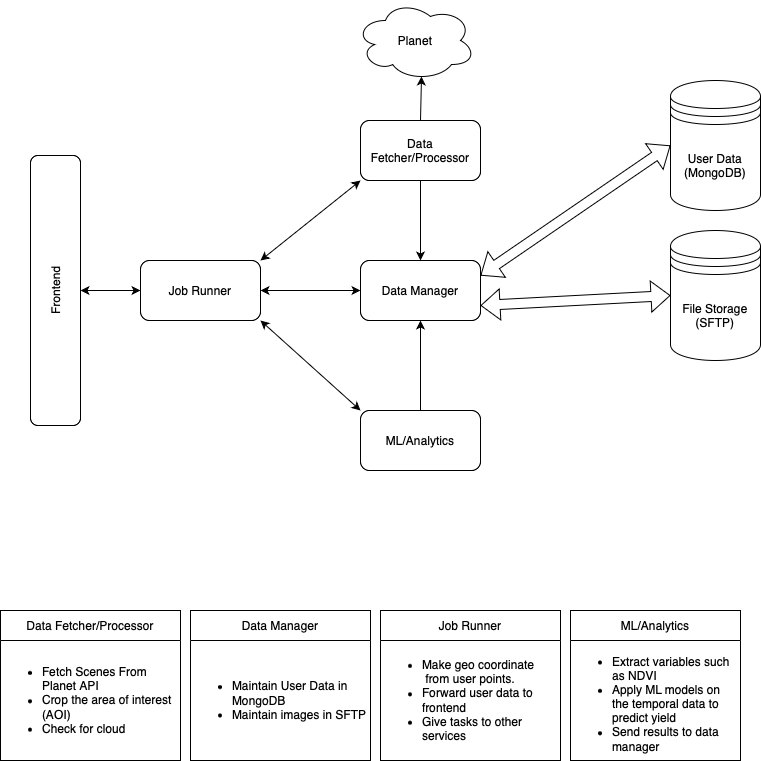 Planet
Data
Fetcher/Processor
User Data
(MongoDB)
Frontend
Job Runner
Data Manager
File Storage
(SFTP)
ML/Analytics
Data Fetcher/Processor
• Fetch Scenes From
Planet API
• Crop the area of interest
(AOI)
• Check for cloud
Data Manager
• Maintain User Data in
MongoDB
• Maintain images in SFTP
Job Runner
• Make geo coordinate
from user points.
• Forward user data to
frontend
• Give tasks to other
services
ML/Analytics
• Extract variables such
as NDVI
• Apply ML models on
the temporal data to
predict yield
• Send results to data
manager